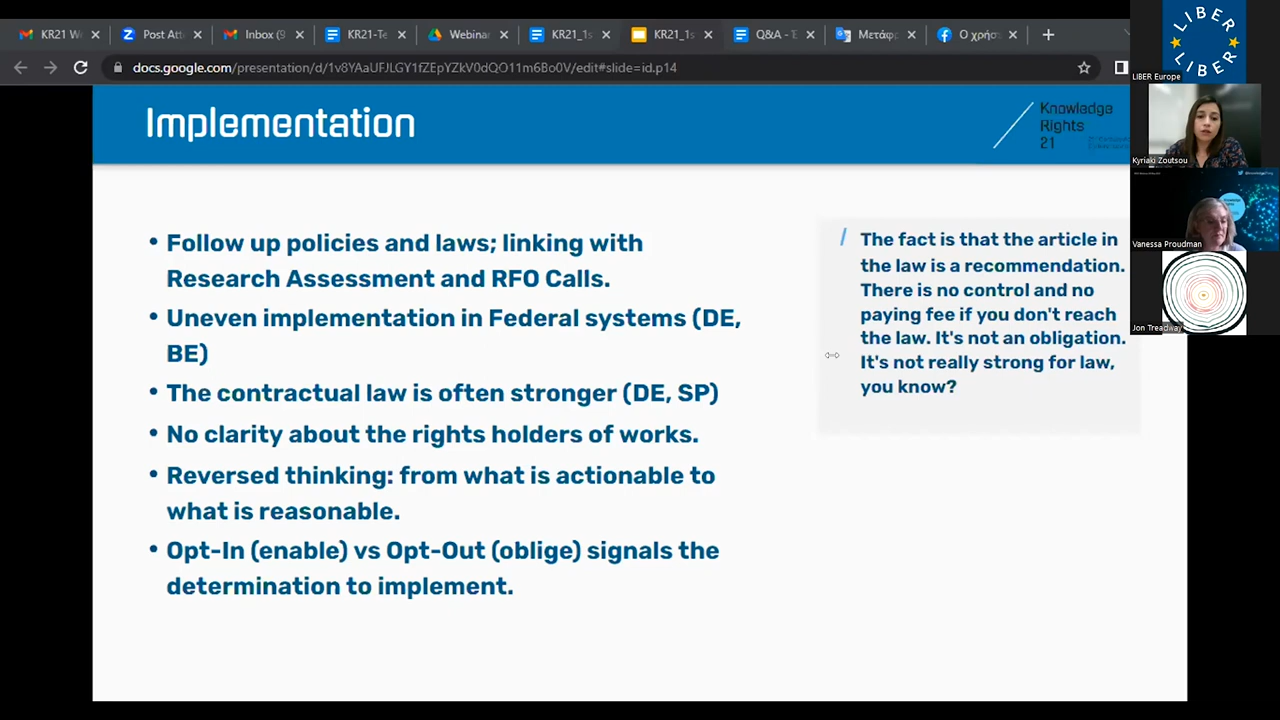 KR21 W
Post Att
Inbox (9
KR21-Te
Webinar
KR21_1s
KR21_1s
Q&A - E
Μετάφρ
Ο χρήστ
docs.google.com/presentation/d/1v8YAaUFJLGY1fZEpYZkV0dQO11m6Bo0V/edit#slide=id.p14
LIBER
LIBER
LIBER Europe
Kyriaki Zoutsou
Vanessa Proudman
Jon Treadway
Implementation
Knowledge
Rights
21
• Follow up policies and laws; linking with
Research Assessment and RFO Calls.
• Uneven implementation in Federal systems (DE,
BE)
• The contractual law is often stronger (DE, SP)
• No clarity about the rights holders of works.
• Reversed thinking: from what is actionable to
what is reasonable.
• Opt-In (enable) vs Opt-Out (oblige) signals the
determination to implement.
The fact is that the article in
the law is a recommendation.
There is no control and no
paying fee if you don't reach
the law. It's not an obligation.
It's not really strong for law,
you know?